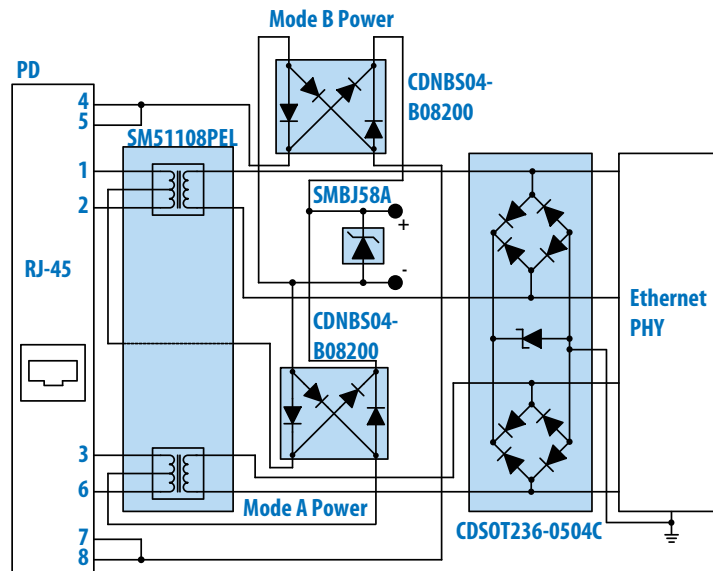 Mode B Power
PD
CDNBS04-
B08200
4
5
SM51108PEL
1
2
SMBJ58A
+
-
RJ-45
Ethernet
PHY
CDNBS04-
B08200
3
6
Mode A Power
CDSOT236-0504C
7
8